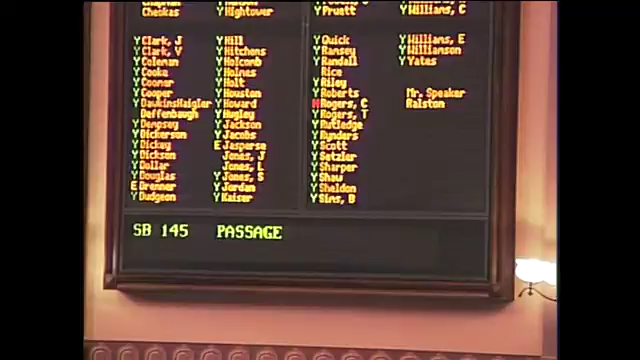 Cheokas Y Hightower Y Pruett Y Williams, C
Y Clark, J Y Hill Y Quick Y Williams, E
Y Clark, V Y Hitchens Y Ramsey Y Williamson
Y Coleman Y Holcomb Y Randall Y Yates
Y Cooke Y Holmes Rice
Y Coomer Y Holt Y Riley
Y Cooper Y Houston Y Roberts Mr. Speaker
Y DawkinsHaigler Y Howard N Rogers, C Ralston
Deffenbaugh Y Hugley Y Rogers, T
Y Dempsey Y Jackson Y Rutledge
Y Dickerson Y Jacobs Y Rynders
Y Dickey E Jasperse Y Scott
Y Dickson Jones, J Y Setzler
Y Dollar Jones, L Y Sharper
Y Douglas Y Jones, S Y Shaw
E Drenner Y Jordan Y Sheldon
Y Dudgeon Y Kaiser Y Sims, B
SB 145 PASSAGE